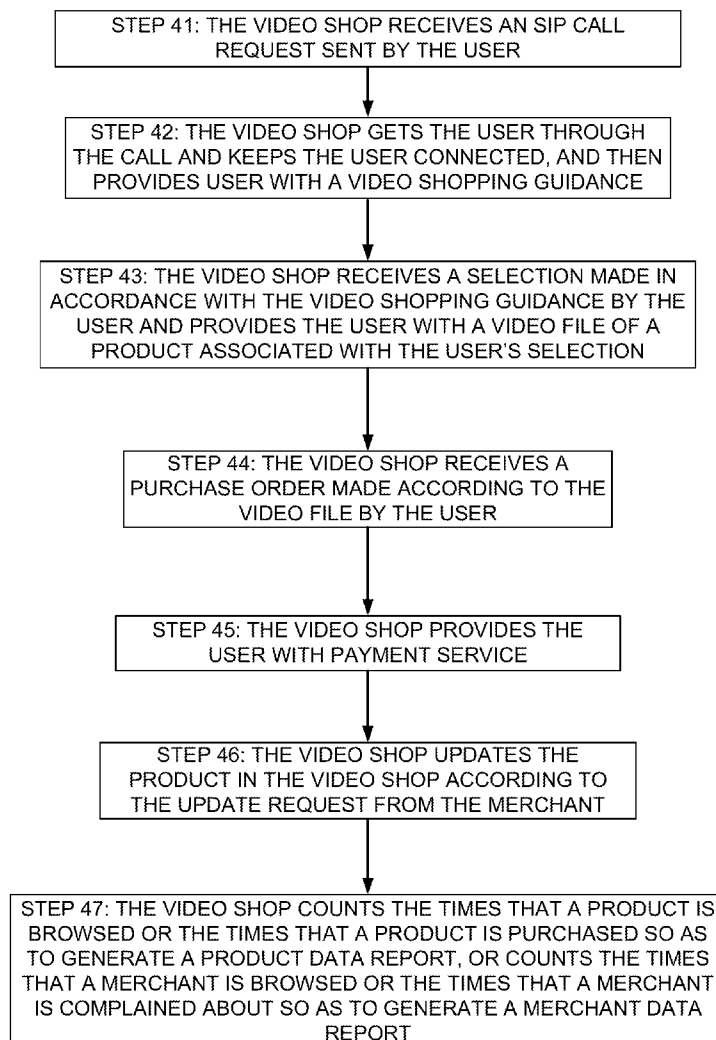 STEP 41: THE VIDEO SHOP RECEIVES AN SIP CALL
REQUEST SENT BY THE USER
STEP 42: THE VIDEO SHOP GETS THE USER THROUGH
THE CALL AND KEEPS THE USER CONNECTED, AND THEN
PROVIDES USER WITH A VIDEO SHOPPING GUIDANCE
STEP 43: THE VIDEO SHOP RECEIVES A SELECTION MADE IN
ACCORDANCE WITH THE VIDEO SHOPPING GUIDANCE BY THE
USER AND PROVIDES THE USER WITH A VIDEO FILE OF A
PRODUCT ASSOCIATED WITH THE USER'S SELECTION
STEP 44: THE VIDEO SHOP RECEIVES A
PURCHASE ORDER MADE ACCORDING TO THE
VIDEO FILE BY THE USER
STEP 45: THE VIDEO SHOP PROVIDES THE
USER WITH PAYMENT SERVICE
STEP 46: THE VIDEO SHOP UPDATES THE
PRODUCT IN THE VIDEO SHOP ACCORDING TO
THE UPDATE REQUEST FROM THE MERCHANT
STEP 47: THE VIDEO SHOP COUNTS THE TIMES THAT A PRODUCT IS
BROWSED OR THE TIMES THAT A PRODUCT IS PURCHASED SO AS
TO GENERATE A PRODUCT DATA REPORT, OR COUNTS THE TIMES
THAT A MERCHANT IS BROWSED OR THE TIMES THAT A MERCHANT
IS COMPLAINED ABOUT SO AS TO GENERATE A MERCHANT DATA
REPORT